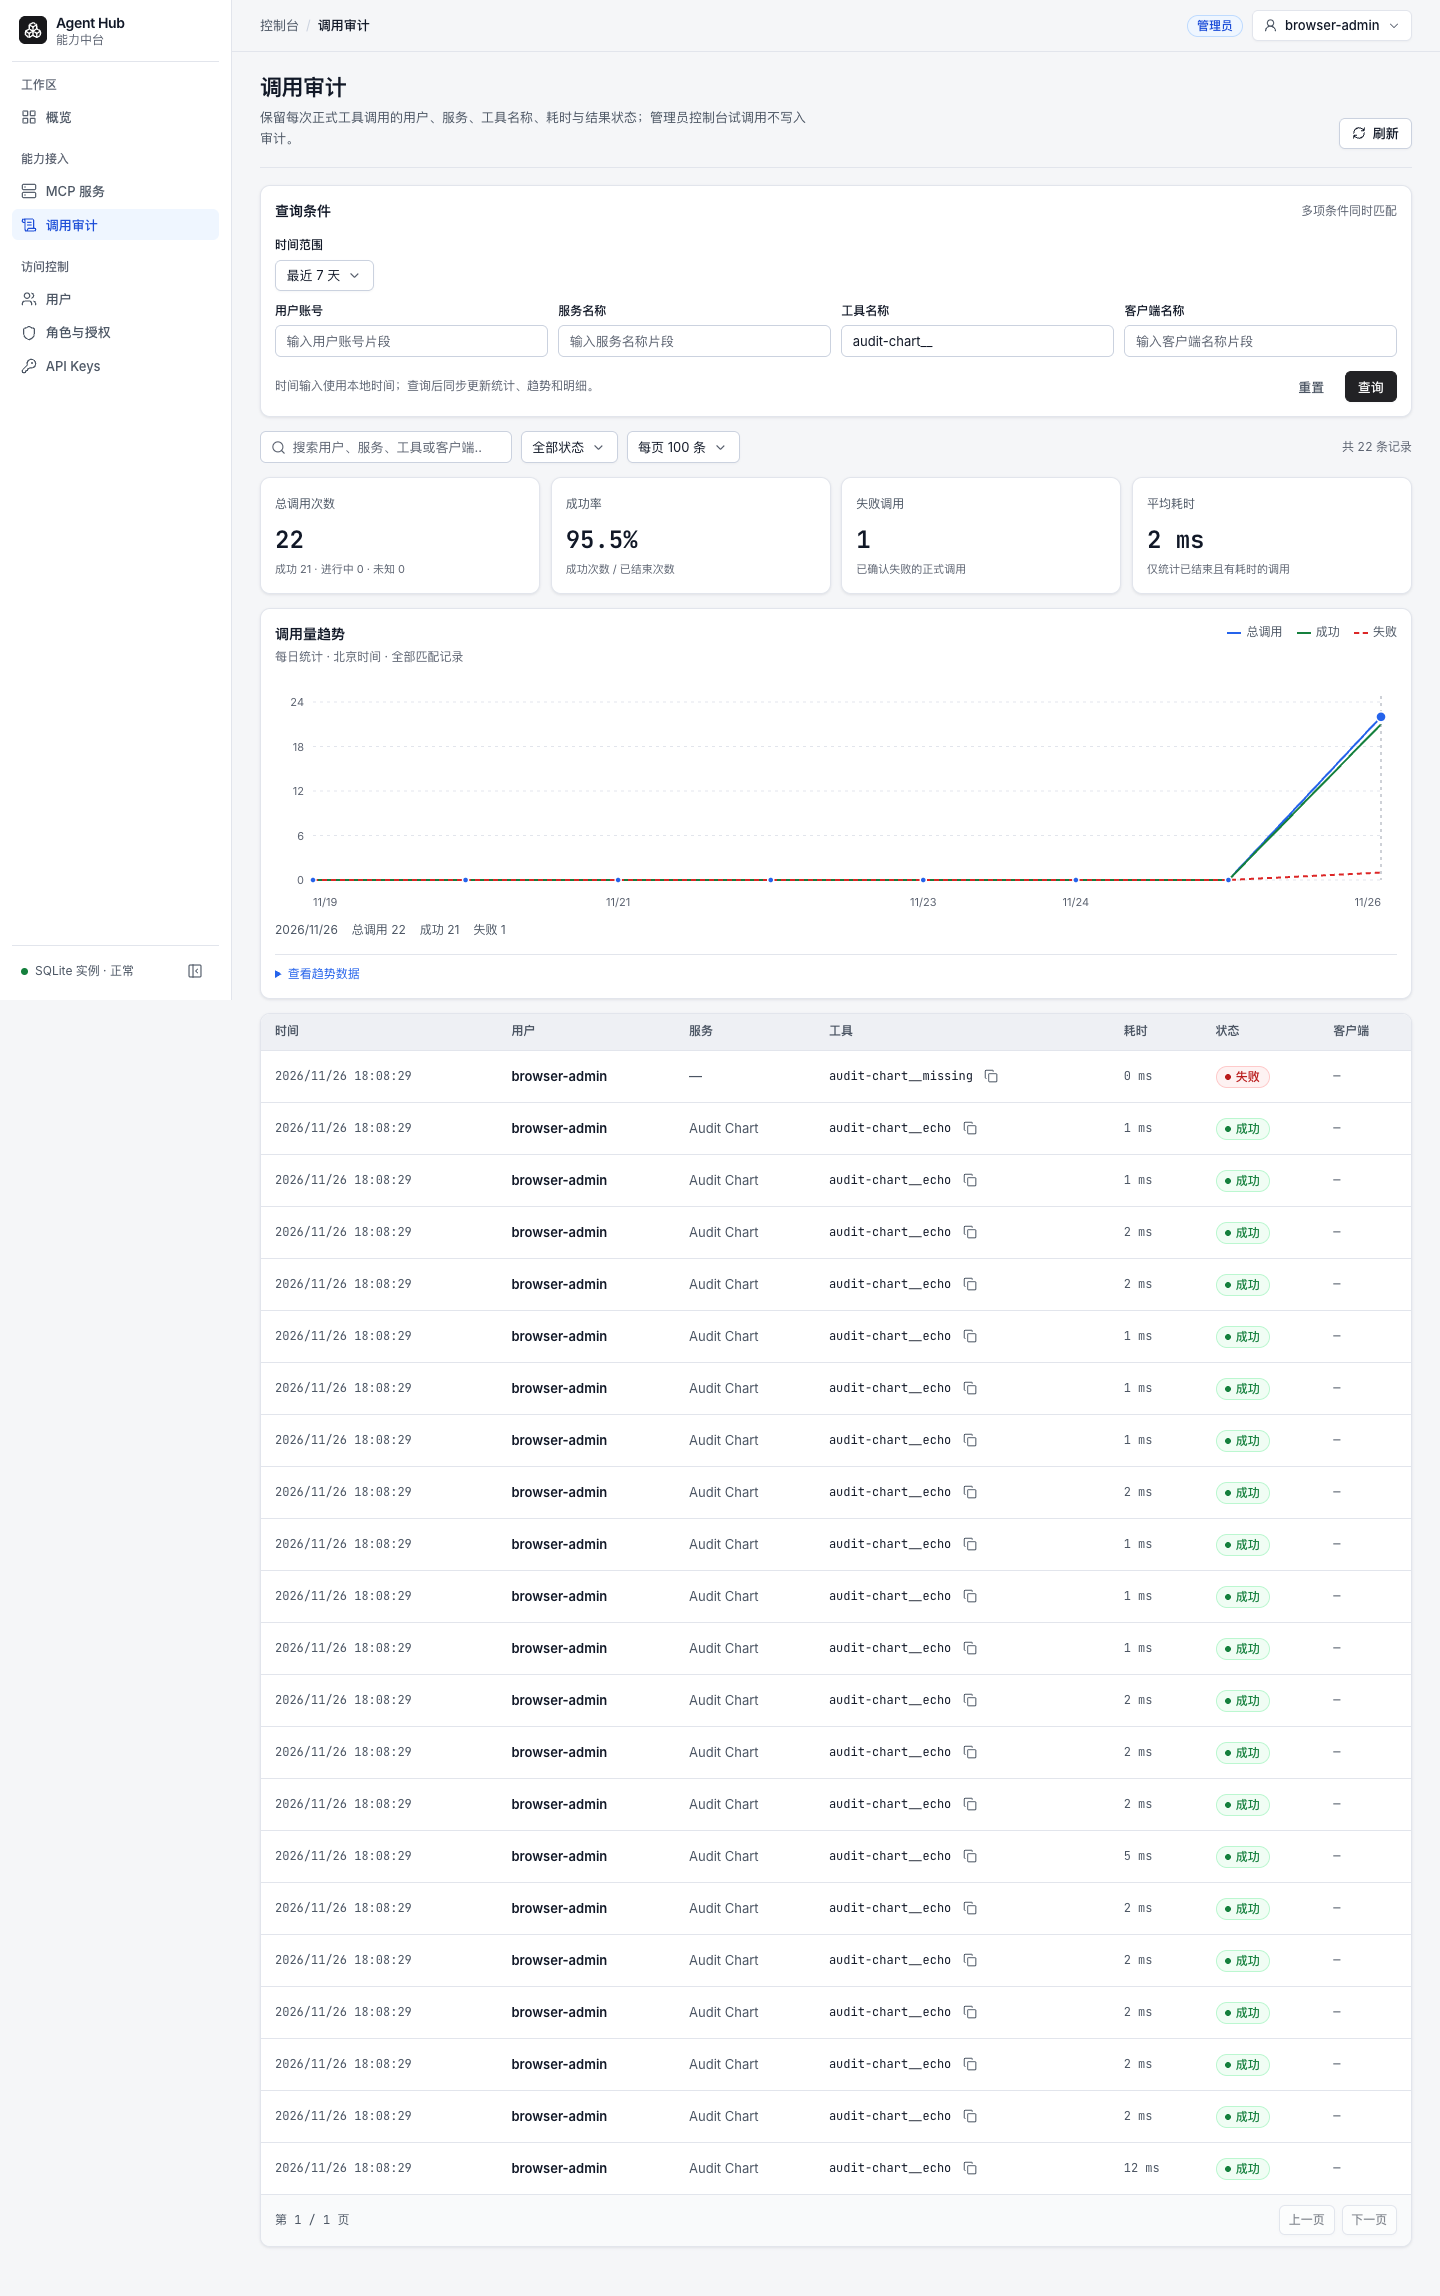 Agent Hub
能力中台
工作区
概览
能力接入
MCP 服务
调用审计
访问控制
用户
角色与授权
API Keys
SQLite 实例 · 正常
控制台 / 调用审计
管理员
browser-admin
调用审计
保留每次正式工具调用的用户、服务、工具名称、耗时与结果状态；管理员控制台试调用不写入
审计。
刷新
查询条件
多项条件同时匹配
时间范围
最近 7 天
用户账号 服务名称 工具名称 客户端名称
输入用户账号片段 输入服务名称片段 audit-chart__ 输入客户端名称片段
时间输入使用本地时间；查询后同步更新统计、趋势和明细。
重置 查询
搜索用户、服务、工具或客户端.. 全部状态 每页 100 条 共 22 条记录
总调用次数
22
成功 21 · 进行中 0 · 未知 0
成功率
95.5%
成功次数 / 已结束次数
失败调用
1
已确认失败的正式调用
平均耗时
2 ms
仅统计已结束且有耗时的调用
调用量趋势
每日统计 · 北京时间 · 全部匹配记录
总调用 成功 失败
24
18
12
6
0
11/19 11/21 11/23 11/24 11/26
2026/11/26 总调用 22 成功 21 失败 1
查看趋势数据
时间 用户 服务 工具 耗时 状态 客户端
2026/11/26 18:08:29 browser-admin — audit-chart__missing 0 ms 失败 —
2026/11/26 18:08:29 browser-admin Audit Chart audit-chart__echo 1 ms 成功 —
2026/11/26 18:08:29 browser-admin Audit Chart audit-chart__echo 1 ms 成功 —
2026/11/26 18:08:29 browser-admin Audit Chart audit-chart__echo 2 ms 成功 —
2026/11/26 18:08:29 browser-admin Audit Chart audit-chart__echo 2 ms 成功 —
2026/11/26 18:08:29 browser-admin Audit Chart audit-chart__echo 1 ms 成功 —
2026/11/26 18:08:29 browser-admin Audit Chart audit-chart__echo 1 ms 成功 —
2026/11/26 18:08:29 browser-admin Audit Chart audit-chart__echo 1 ms 成功 —
2026/11/26 18:08:29 browser-admin Audit Chart audit-chart__echo 2 ms 成功 —
2026/11/26 18:08:29 browser-admin Audit Chart audit-chart__echo 1 ms 成功 —
2026/11/26 18:08:29 browser-admin Audit Chart audit-chart__echo 1 ms 成功 —
2026/11/26 18:08:29 browser-admin Audit Chart audit-chart__echo 1 ms 成功 —
2026/11/26 18:08:29 browser-admin Audit Chart audit-chart__echo 2 ms 成功 —
2026/11/26 18:08:29 browser-admin Audit Chart audit-chart__echo 2 ms 成功 —
2026/11/26 18:08:29 browser-admin Audit Chart audit-chart__echo 2 ms 成功 —
2026/11/26 18:08:29 browser-admin Audit Chart audit-chart__echo 5 ms 成功 —
2026/11/26 18:08:29 browser-admin Audit Chart audit-chart__echo 2 ms 成功 —
2026/11/26 18:08:29 browser-admin Audit Chart audit-chart__echo 2 ms 成功 —
2026/11/26 18:08:29 browser-admin Audit Chart audit-chart__echo 2 ms 成功 —
2026/11/26 18:08:29 browser-admin Audit Chart audit-chart__echo 2 ms 成功 —
2026/11/26 18:08:29 browser-admin Audit Chart audit-chart__echo 2 ms 成功 —
2026/11/26 18:08:29 browser-admin Audit Chart audit-chart__echo 12 ms 成功 —
第 1 / 1 页 上一页 下一页